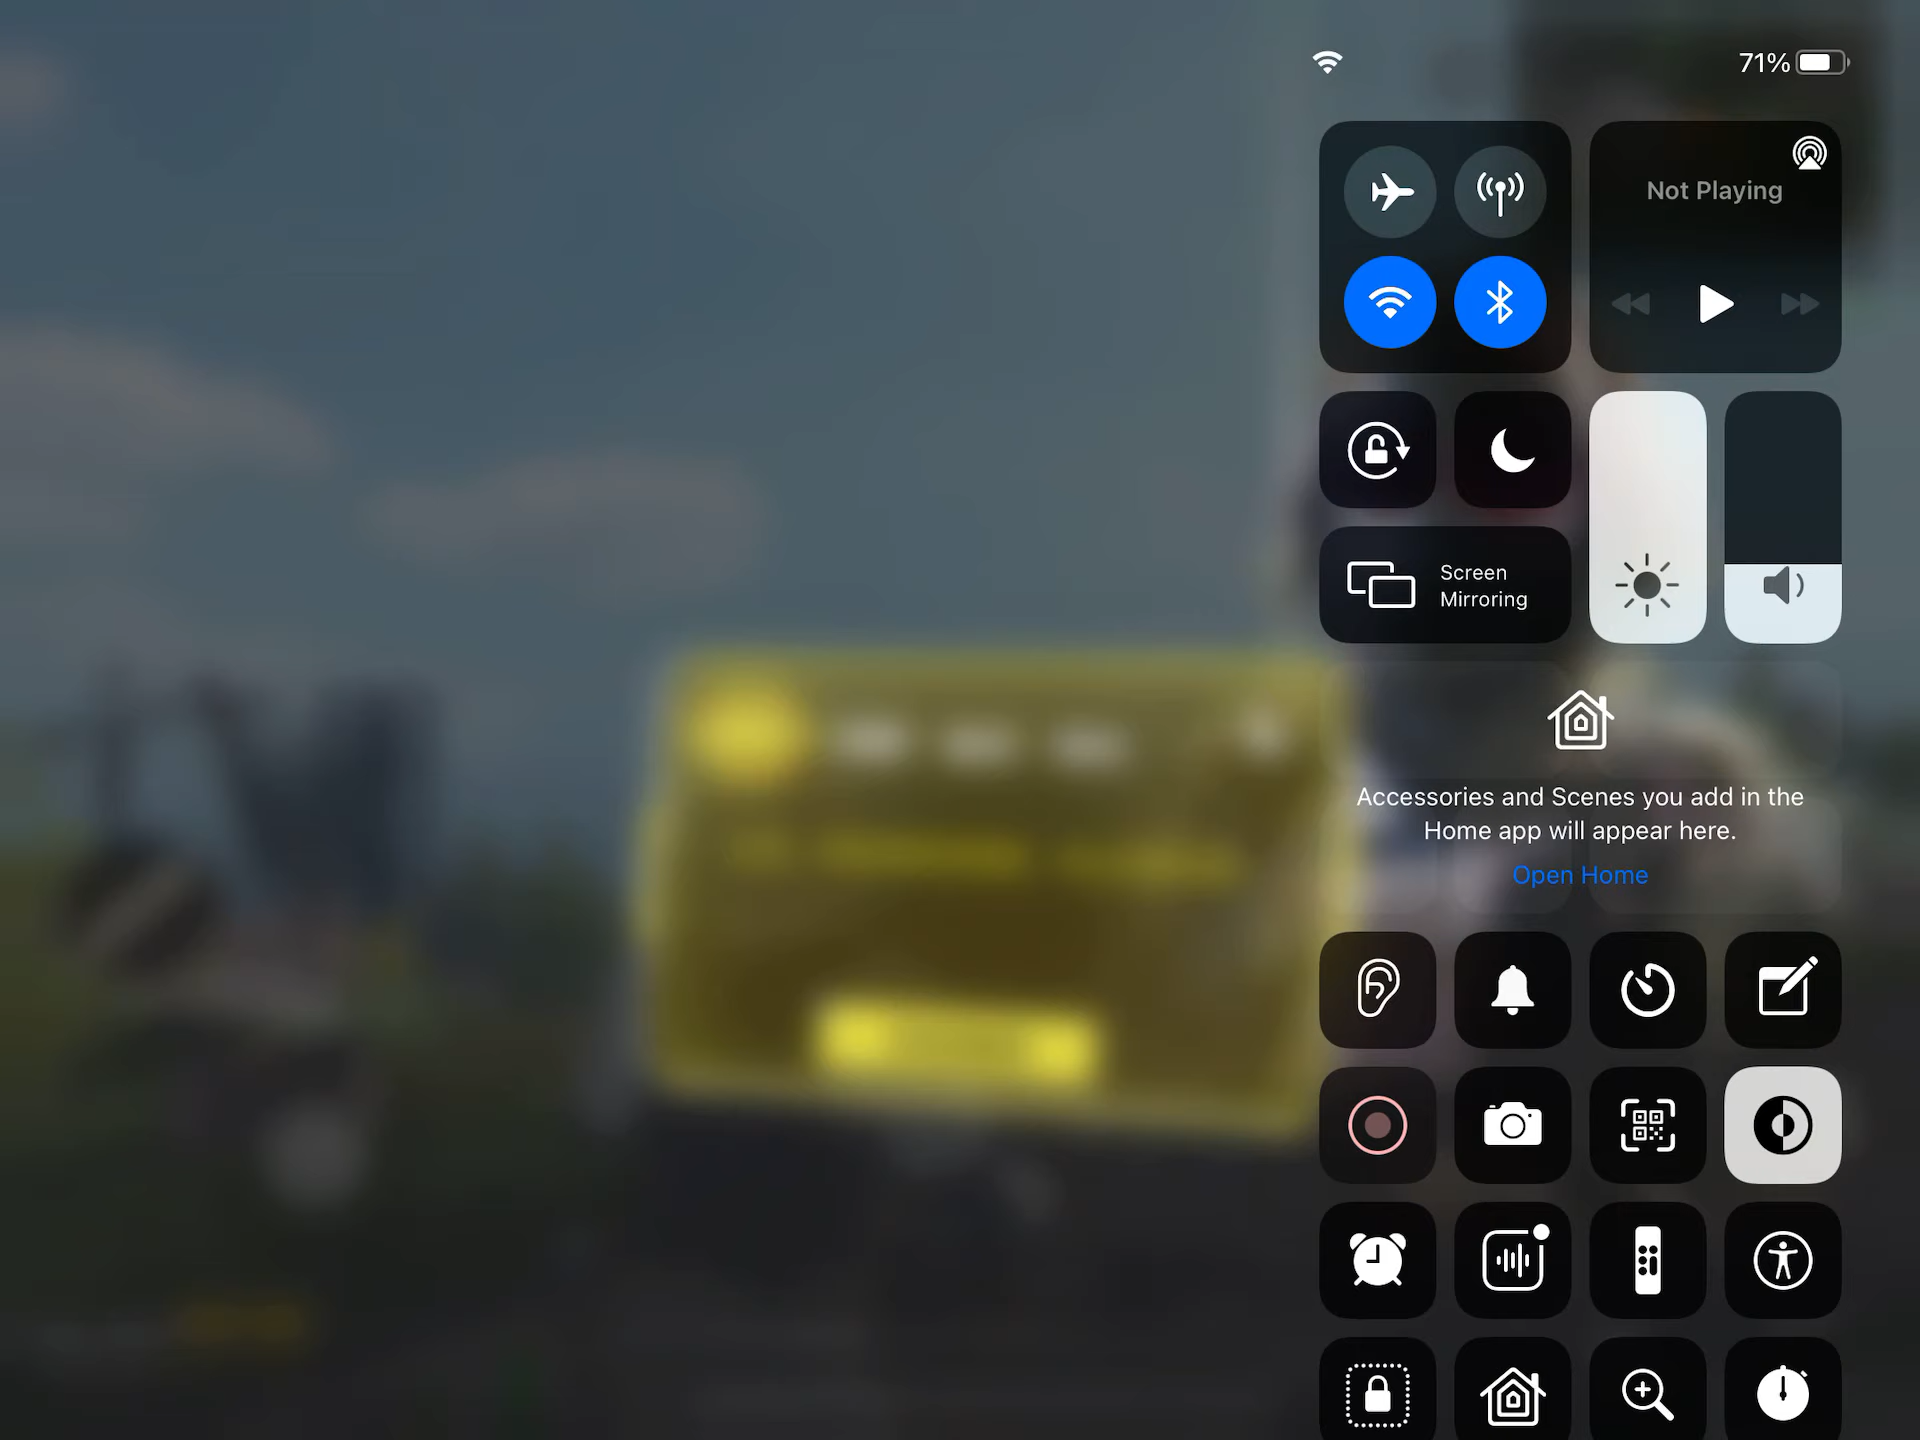 71%
Not Playing
Screen
Mirroring
Accessories and Scenes you add in the
Home app will appear here.
Open Home